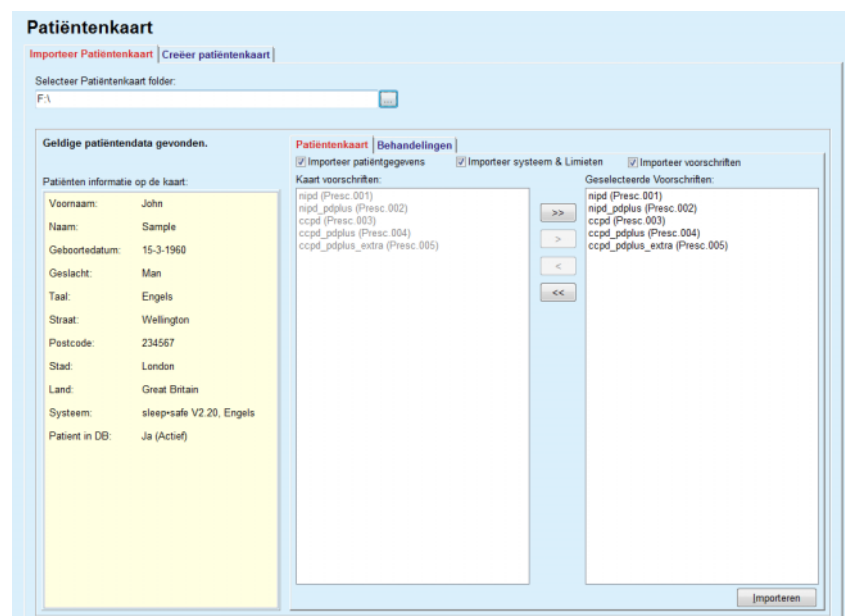 Patiëntenkaart
Importeer Patiëntenkaart Creëer patiëntenkaart
Selecteer Patiëntenkaart folder:
F:\
...
Geldige patiëntendata gevonden.
Patiënten informatie op de kaart:
Voornaam: John
Naam: Sample
Geboortedatum: 15-3-1960
Geslacht: Man
Taal: Engels
Straat: Wellington
Postcode: 234567
Stad: London
Land: Great Britain
Systeem: sleep•safe V2.20, Engels
Patient in DB: Ja (Actief)
Patiëntenkaart Behandelingen
Importeer patiëntgegevens Importeer systeem & Limieten Importeer voorschriften
Kaart voorschriften:
nipd (Presc.001)
nipd_pdplus (Presc.002)
ccpd (Presc.003)
ccpd_pdplus (Presc.004)
ccpd_pdplus_extra (Presc.005)
>>
>
<
<<
Geselecteerde Voorschriften:
nipd (Presc.001)
nipd_pdplus (Presc.002)
ccpd (Presc.003)
ccpd_pdplus (Presc.004)
ccpd_pdplus_extra (Presc.005)
Importeren